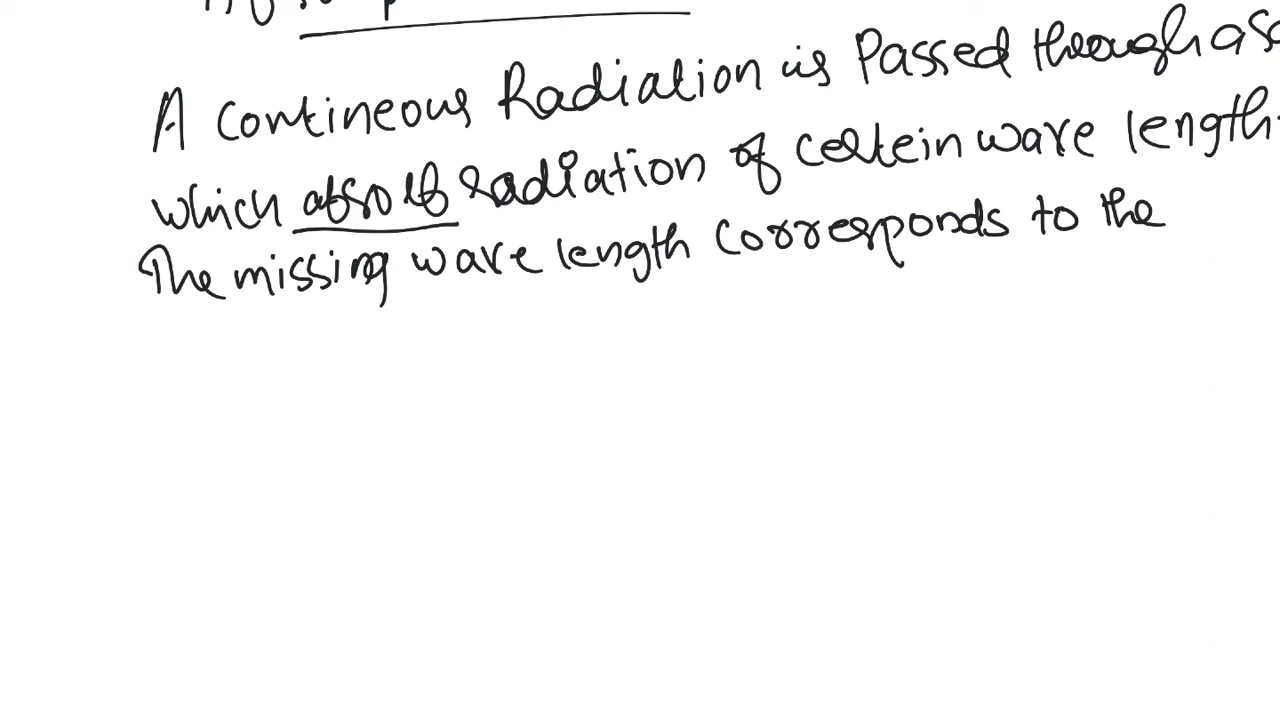 A contineous Radiation is Passed through a
which absorb radiation of certein wave length.
The missing wave length corresponds to the